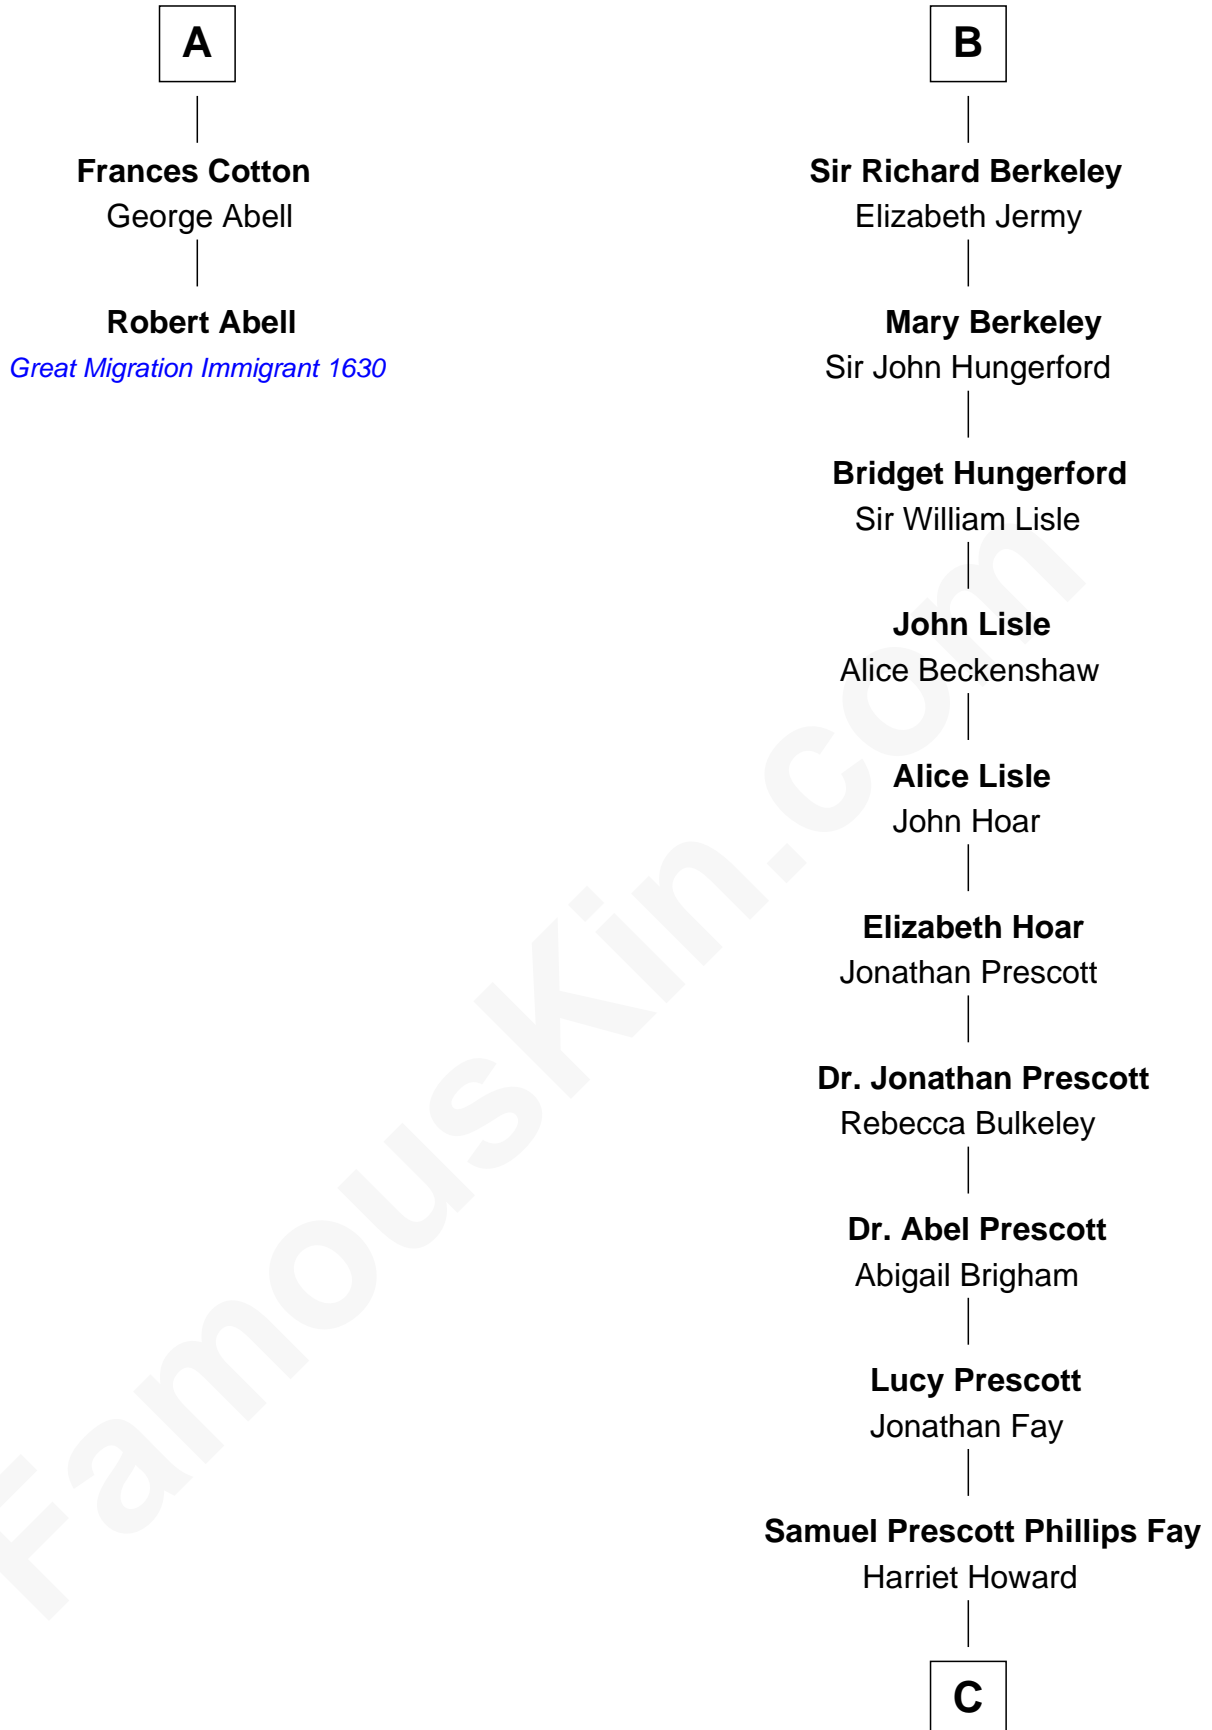 A
Frances Cotton
George Abell
Robert Abell
Great Migration Immigrant 1630
B
Sir Richard Berkeley
Elizabeth Jermy
Mary Berkeley
Sir John Hungerford
Bridget Hungerford
Sir William Lisle
John Lisle
Alice Beckenshaw
Alice Lisle
John Hoar
Elizabeth Hoar
Jonathan Prescott
Dr. Jonathan Prescott
Rebecca Bulkeley
Dr. Abel Prescott
Abigail Brigham
Lucy Prescott
Jonathan Fay
Samuel Prescott Phillips Fay
Harriet Howard
C
FamousKin.com